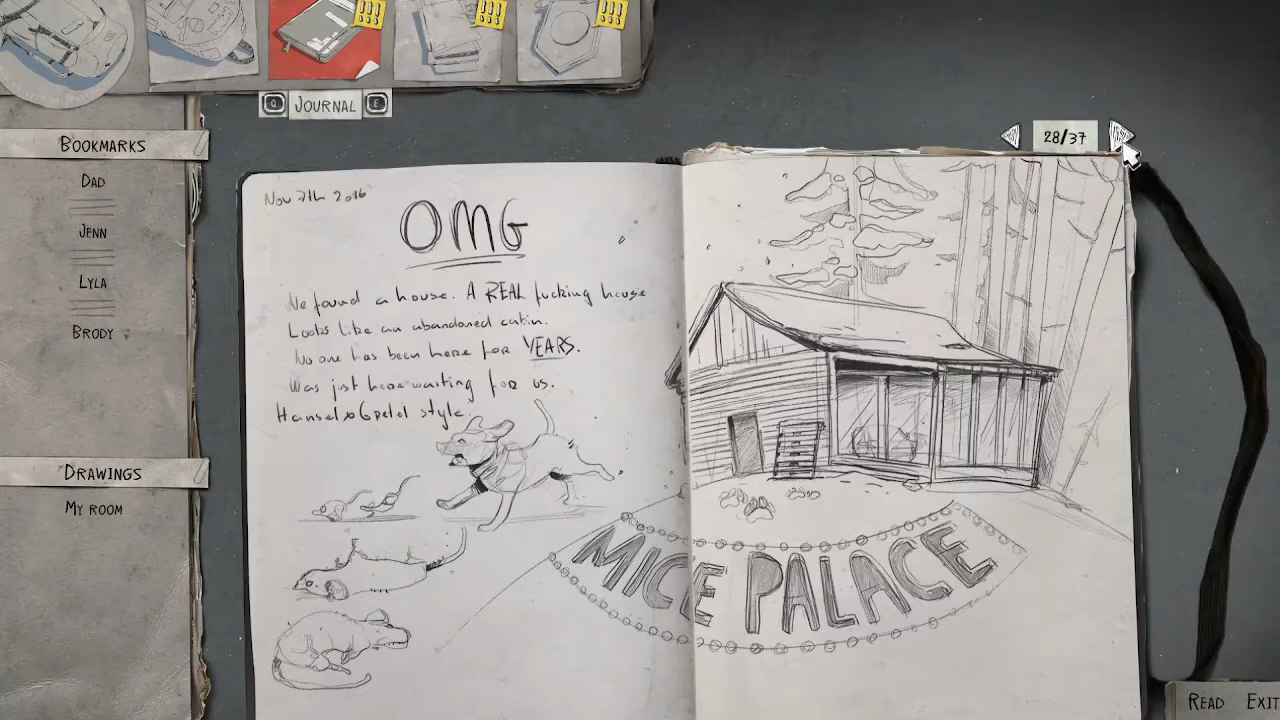 JOURNAL
Q
E
28/37
BOOKMARKS
DAD
JENN
LYLA
BRODY
DRAWINGS
MY ROOM
Nov 7th 2016
OMG
We found a house. A REAL fucking house
Looks like an abandoned cabin.
No one has been here for YEARS.
Was just here waiting for us.
Hansel & Gretel style.
MICE PALACE
READ
EXIT